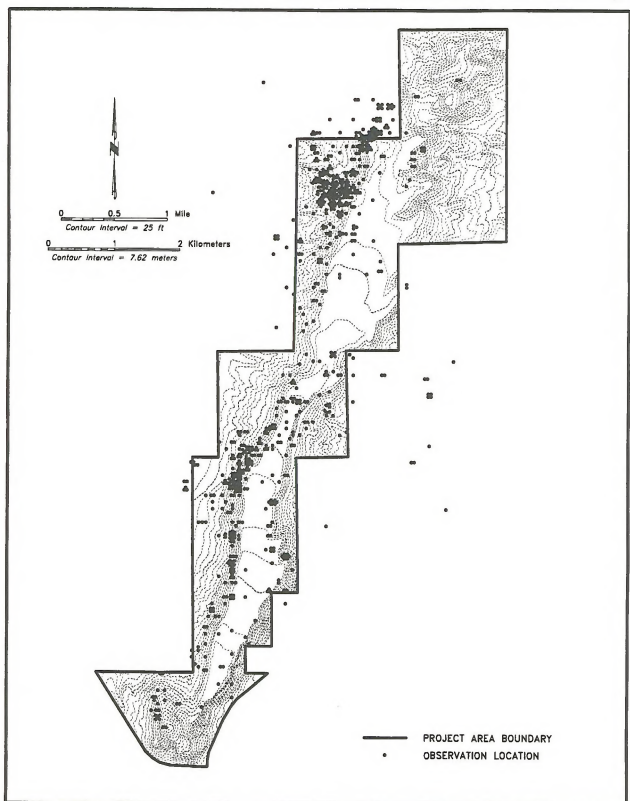 N
0 0.5 1 Mile
Contour Interval = 25 ft
0 1 2 Kilometers
Contour Interval = 7.62 meters
PROJECT AREA BOUNDARY
OBSERVATION LOCATION